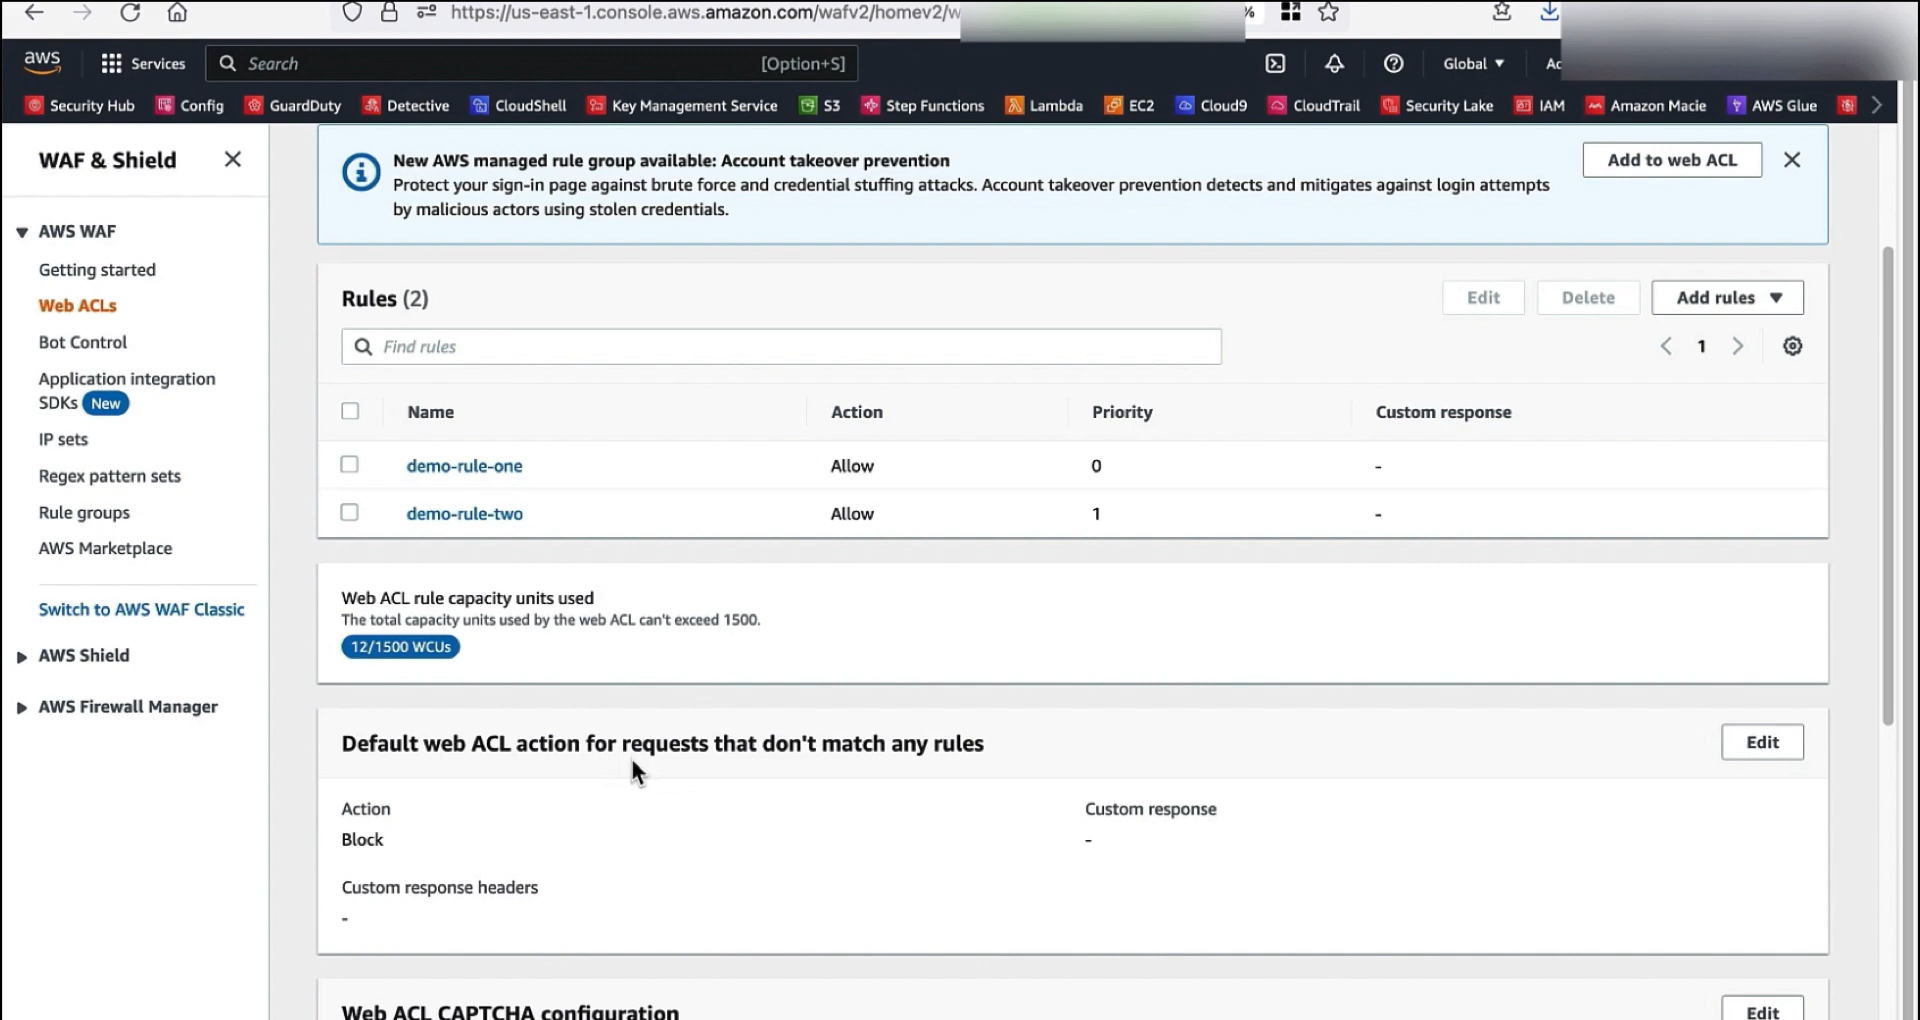 https://us-east-1.console.aws.amazon.com/wafv2/homev2/w
%
aws
Services
Search
[Option+S]
Global
Ac
Security Hub
Config
GuardDuty
Detective
CloudShell
Key Management Service
S3
Step Functions
Lambda
EC2
Cloud9
CloudTrail
Security Lake
IAM
Amazon Macie
AWS Glue
WAF & Shield
AWS WAF
Getting started
Web ACLs
Bot Control
Application integration
SDKs New
IP sets
Regex pattern sets
Rule groups
AWS Marketplace
Switch to AWS WAF Classic
AWS Shield
AWS Firewall Manager
New AWS managed rule group available: Account takeover prevention
Protect your sign-in page against brute force and credential stuffing attacks. Account takeover prevention detects and mitigates against login attempts
by malicious actors using stolen credentials.
Add to web ACL
Rules (2)
Edit
Delete
Add rules
Find rules
1
Name Action Priority Custom response
demo-rule-one Allow 0 -
demo-rule-two Allow 1 -
Web ACL rule capacity units used
The total capacity units used by the web ACL can't exceed 1500.
12/1500 WCUs
Default web ACL action for requests that don't match any rules
Edit
Action
Block
Custom response
-
Custom response headers
-
Web ACL CAPTCHA configuration
Edit